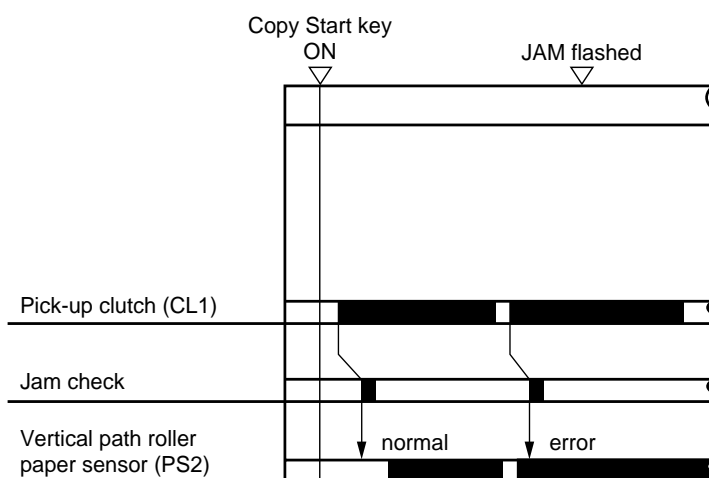 Copy Start key
ON
JAM flashed
Pick-up clutch (CL1)
Jam check
Vertical path roller
paper sensor (PS2)
normal
error